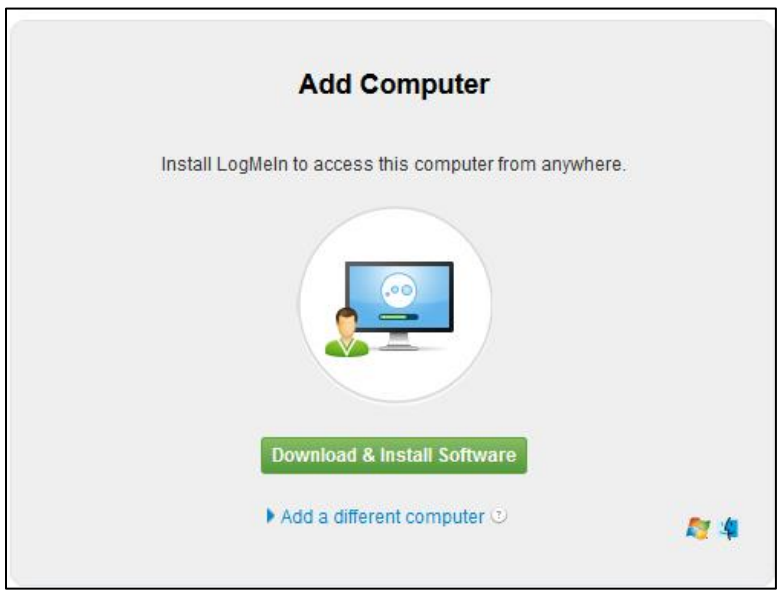 Add Computer
Install LogMeIn to access this computer from anywhere.
Download & Install Software
Add a different computer ?